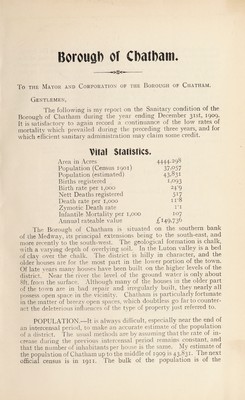 Borough of Chatham.
To the Mayor and Corporation of the Borough of Chatham.
Gentlemen,
The following is my report on the Sanitary condition of the
Borough of Chatham during the year ending December 31st, 1909.
It is satisfactory to again record a continuance of the low rates of
mortality which prevailed during the preceding three years, and for
which efficient sanitary administration may claim some credit.
Vital Statistics.
Area in Acres 4444.298
Population (Census 1901) 37,057
Population (estimated) 43,851
Births registered 1,093
Birth rate per 1,000 24.9
Nett Deaths registered 517
Death rate per 1,000 11.8
Zymotic Death rate 1.1
Infantile Mortality per 1,000 107
Annual rateable value £149,736
The Borough of Chatham is situated on the southern bank
of the Medway, its principal extensions being to the south-east, and
more recently to the south-west. The geological formation is chalk,
with a varying depth of overlying soil. In the Luton valley is a bed
of clay over the chalk. The district is hilly in character, and the
older houses are for the most part in the lower portion of the town.
Of late years many houses have been built on the higher levels of the
district. Near the river the level of the ground water is only about
8ft. from the surface. Although many of the houses in the older part
of the town are in bad repair and irregularly built, they nearly all
possess open space in the vicinity. Chatham is particularly fortunate
in the matter of breezy open spaces, which doubtless go far to counter-
act the deleterious influences of the type of property just referred to.
POPULATION.—It is always difficult, especially near the end of
an intercensal period, to make an accurate estimate of the population
of a district. The usual methods are by assuming that the rate of in-
crease during the previous intercensal period remains constant, and
that the number of inhabitants per house is the same. My estimate of
the population of Chatham up to the middle of 1909 is 43,851. The next
official census is in 1911. The bulk of the population is of the